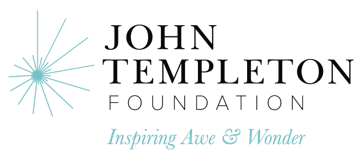 JOHN
TEMPLETON
FOUNDATION
Inspiring Awe & Wonder